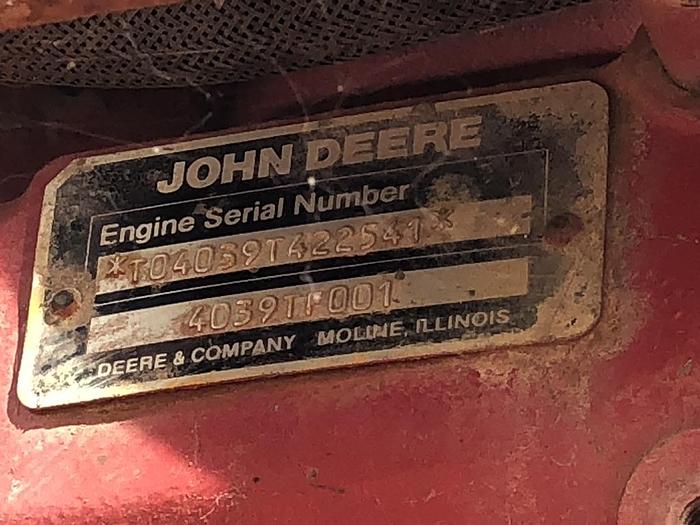 JOHN DEERE
Engine Serial Number
*T04039T422541*
4039TF001
DEERE & COMPANY MOLINE, ILLINOIS